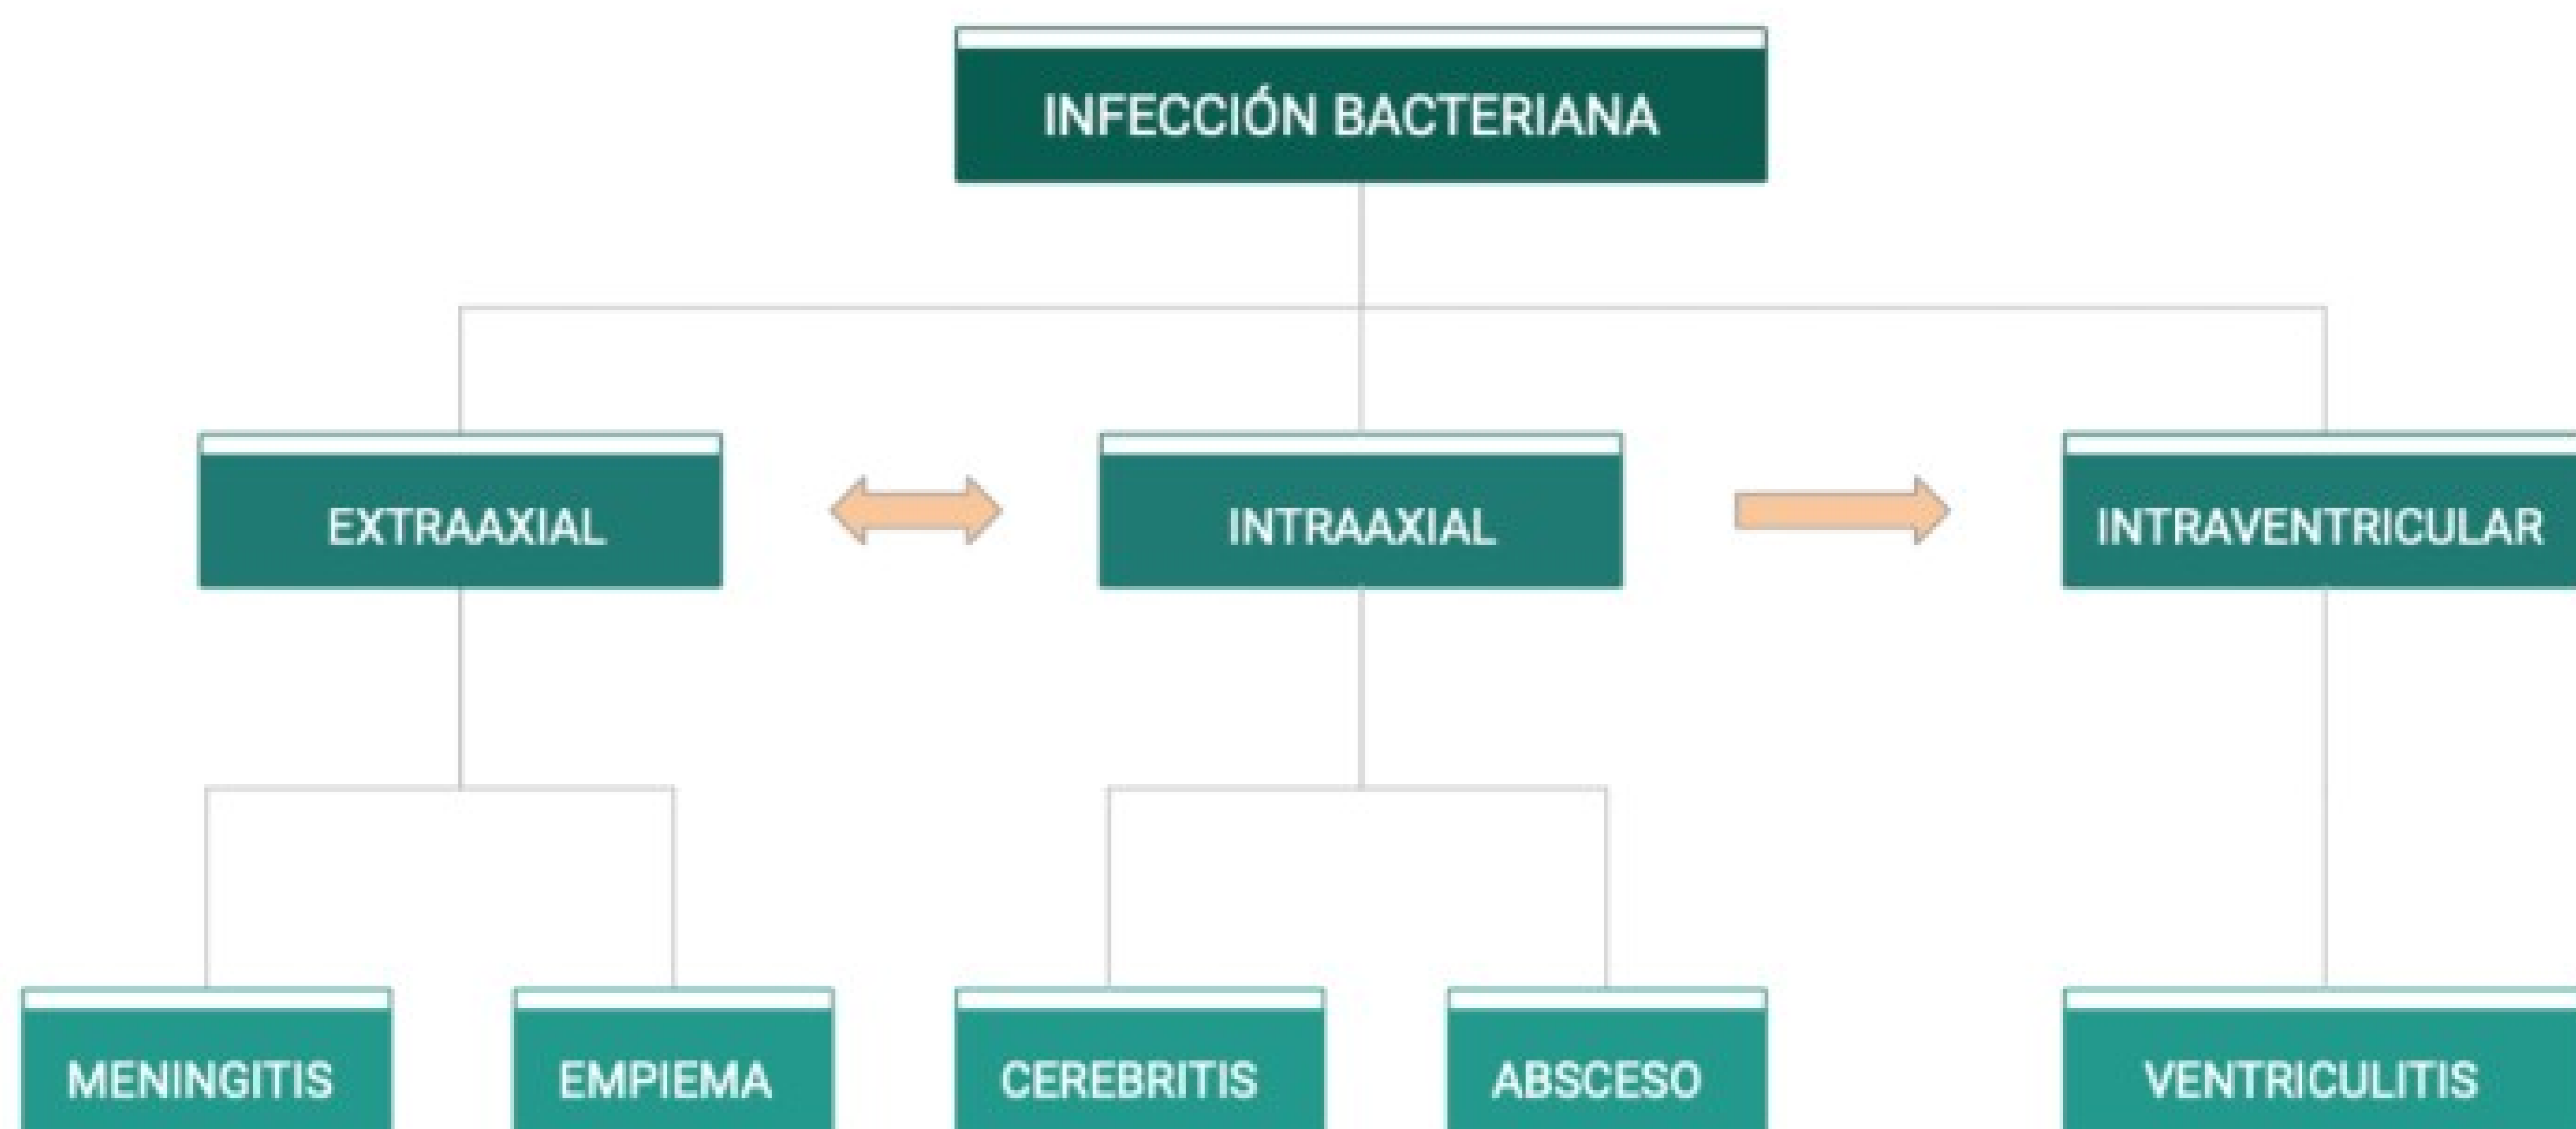 INFECCIÓN BACTERIANA
EXTRAAXIAL
INTRAAXIAL
INTRAVENTRICULAR
MENINGITIS
EMPIEMA
CEREBRITIS
ABSCESO
VENTRICULITIS